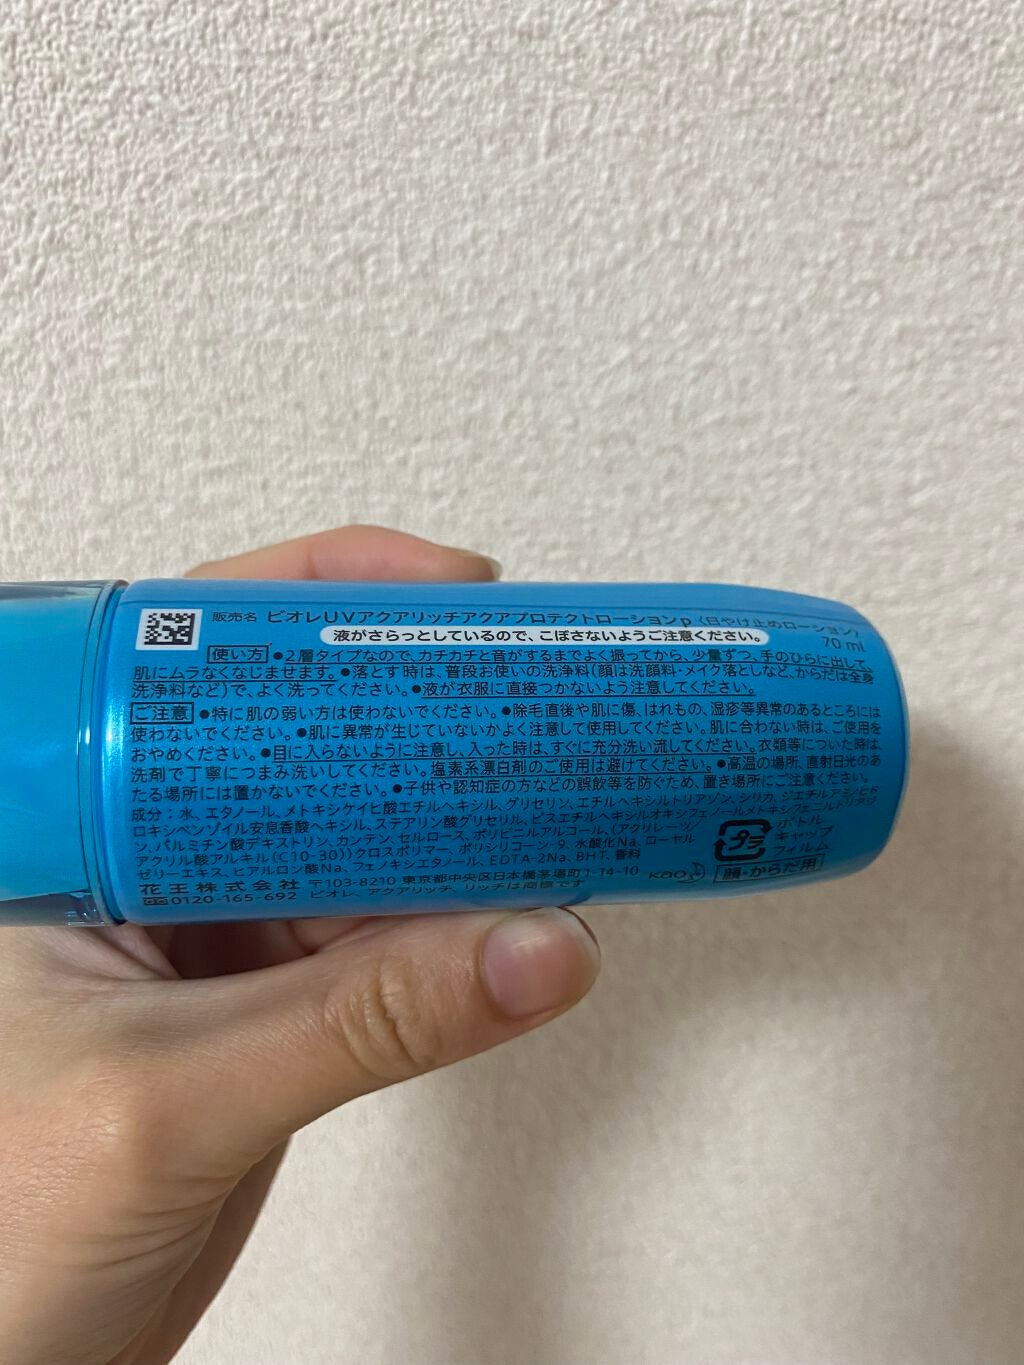 販売名 ビオレUVアクアリッチアクアプロテクトローションp〈日やけ止めローション〉
70 ml
液がさらっとしているので、こぼさないようご注意ください。
使い方 ●2層タイプなので、カチカチと音がするまでよく振ってから、少量ずつ、手のひらに出して、
肌にムラなくなじませます。●落とす時は、普段お使いの洗浄料(顔は洗顔料・メイク落としなど、からだは全身
洗浄料など)で、よく洗ってください。●液が衣服に直接つかないよう注意してください。
ご注意 ●特に肌の弱い方は使わないでください。●除毛直後や肌に傷、はれもの、湿疹等異常のあるところには
使わないでください。●肌に異常が生じていないかよく注意して使用してください。肌に合わない時は、ご使用を
おやめください。●目に入らないように注意し、入った時は、すぐに充分洗い流してください。衣類等についた時は、
洗剤で丁寧につまみ洗いしてください。塩素系漂白剤のご使用は避けてください。●高温の場所、直射日光のあ
たる場所には置かないでください。●子供や認知症の方などの誤飲等を防ぐため、置き場所にご注意ください。
成分：水、エタノール、メトキシケイヒ酸エチルヘキシル、グリセリン、エチルヘキシルトリアゾン、シリカ、ジエチルアミノヒド
ロキシベンゾイル安息香酸ヘキシル、ステアリン酸グリセリル、ビスエチルヘキシルオキシフェノールメトキシフェニルトリアジ
ン、パルミチン酸デキストリン、カンテン、セルロース、ポリビニルアルコール、(アクリレーツ/
アクリル酸アルキル(C10-30))クロスポリマー、ポリシリコーン-9、水酸化Na、ローヤル
ゼリーエキス、ヒアルロン酸Na、フェノキシエタノール、EDTA-2Na、BHT、香料
プラ
ボトル
キャップ
フィルム
花王株式会社 〒103-8210 東京都中央区日本橋茅場町1-14-10
Kao
顔・からだ用
0120-165-692 ビオレ、アクアリッチ、リッチは商標です